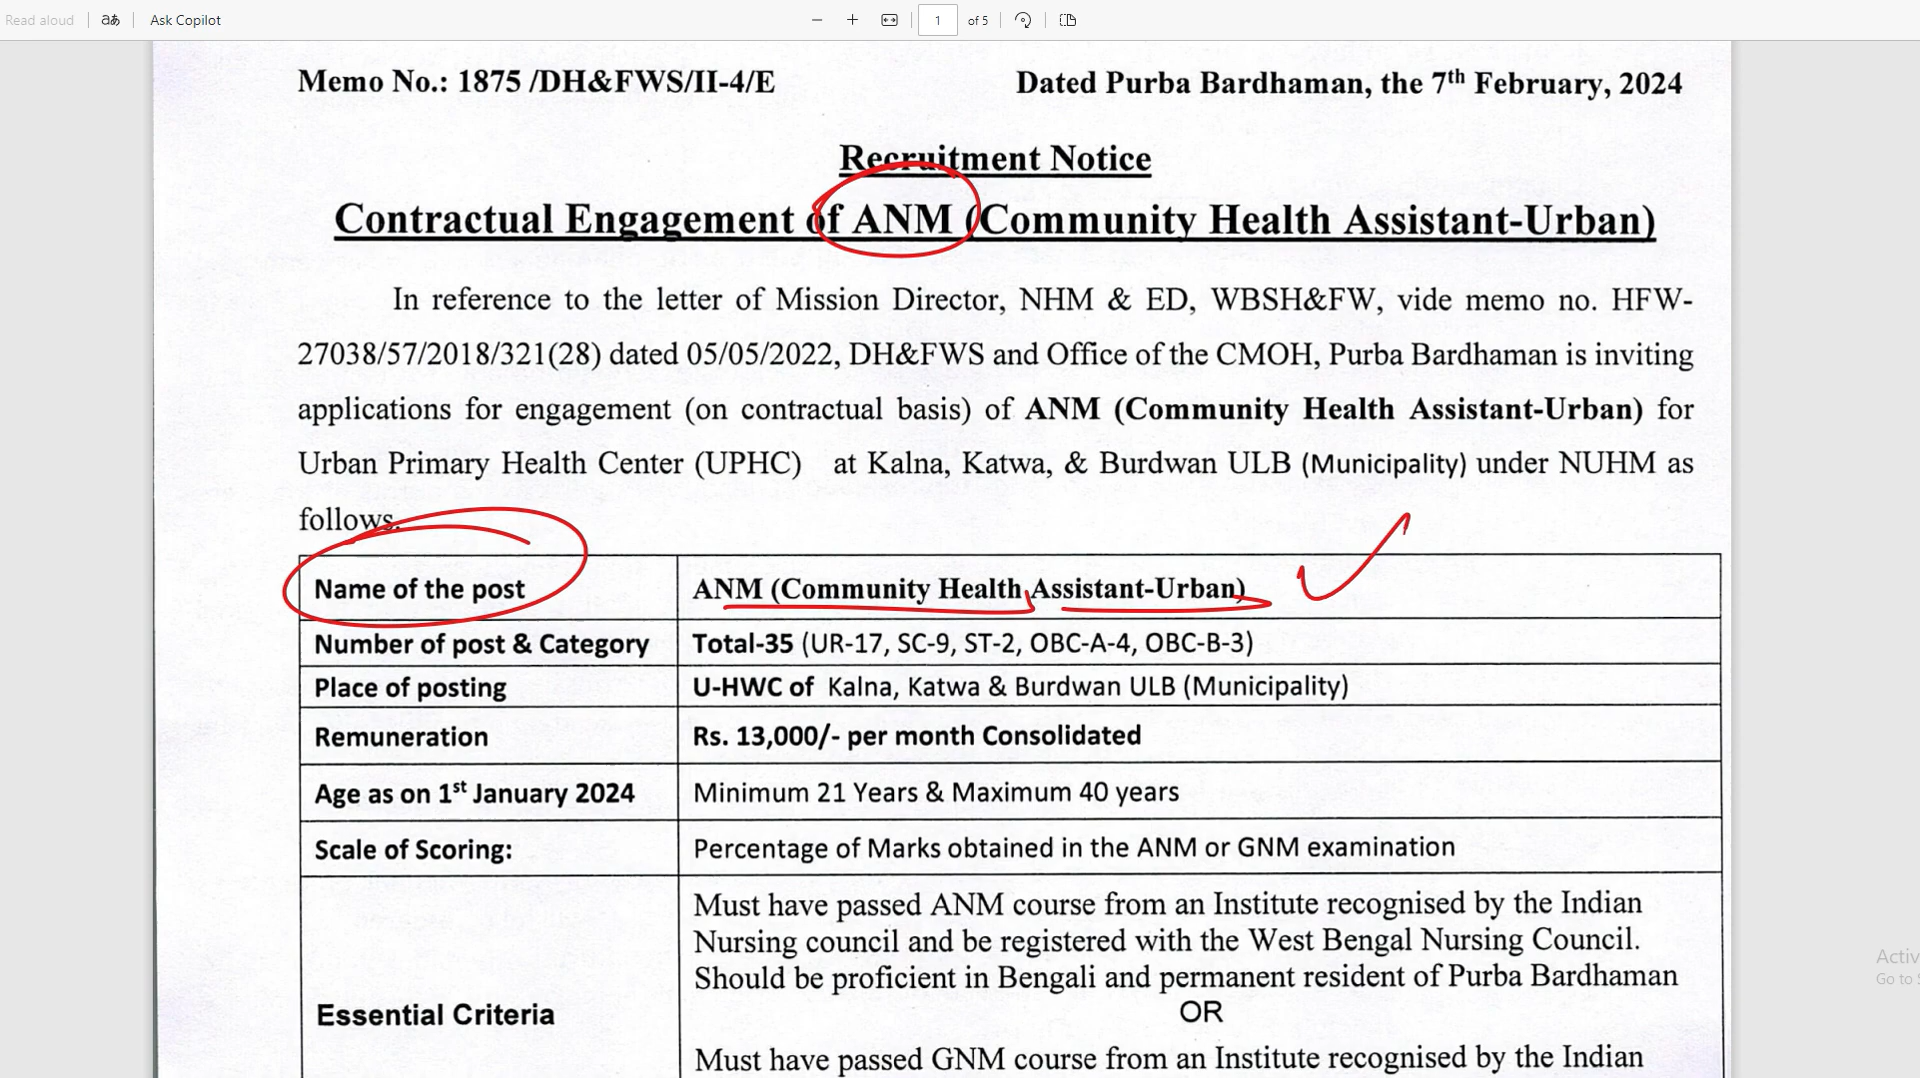 Read aloud
aあ
Ask Copilot
1 of 5
Memo No.: 1875 /DH&FWS/II-4/E Dated Purba Bardhaman, the 7th February, 2024
Recruitment Notice
Contractual Engagement of ANM (Community Health Assistant-Urban)
In reference to the letter of Mission Director, NHM & ED, WBSH&FW, vide memo no. HFW-
27038/57/2018/321(28) dated 05/05/2022, DH&FWS and Office of the CMOH, Purba Bardhaman is inviting
applications for engagement (on contractual basis) of ANM (Community Health Assistant-Urban) for
Urban Primary Health Center (UPHC) at Kalna, Katwa, & Burdwan ULB (Municipality) under NUHM as
follows.
Name of the post ANM (Community Health Assistant-Urban)
Number of post & Category Total-35 (UR-17, SC-9, ST-2, OBC-A-4, OBC-B-3)
Place of posting U-HWC of Kalna, Katwa & Burdwan ULB (Municipality)
Remuneration Rs. 13,000/- per month Consolidated
Age as on 1st January 2024 Minimum 21 Years & Maximum 40 years
Scale of Scoring: Percentage of Marks obtained in the ANM or GNM examination
Essential Criteria
Must have passed ANM course from an Institute recognised by the Indian
Nursing council and be registered with the West Bengal Nursing Council.
Should be proficient in Bengali and permanent resident of Purba Bardhaman
OR
Must have passed GNM course from an Institute recognised by the Indian
Activ
Go to